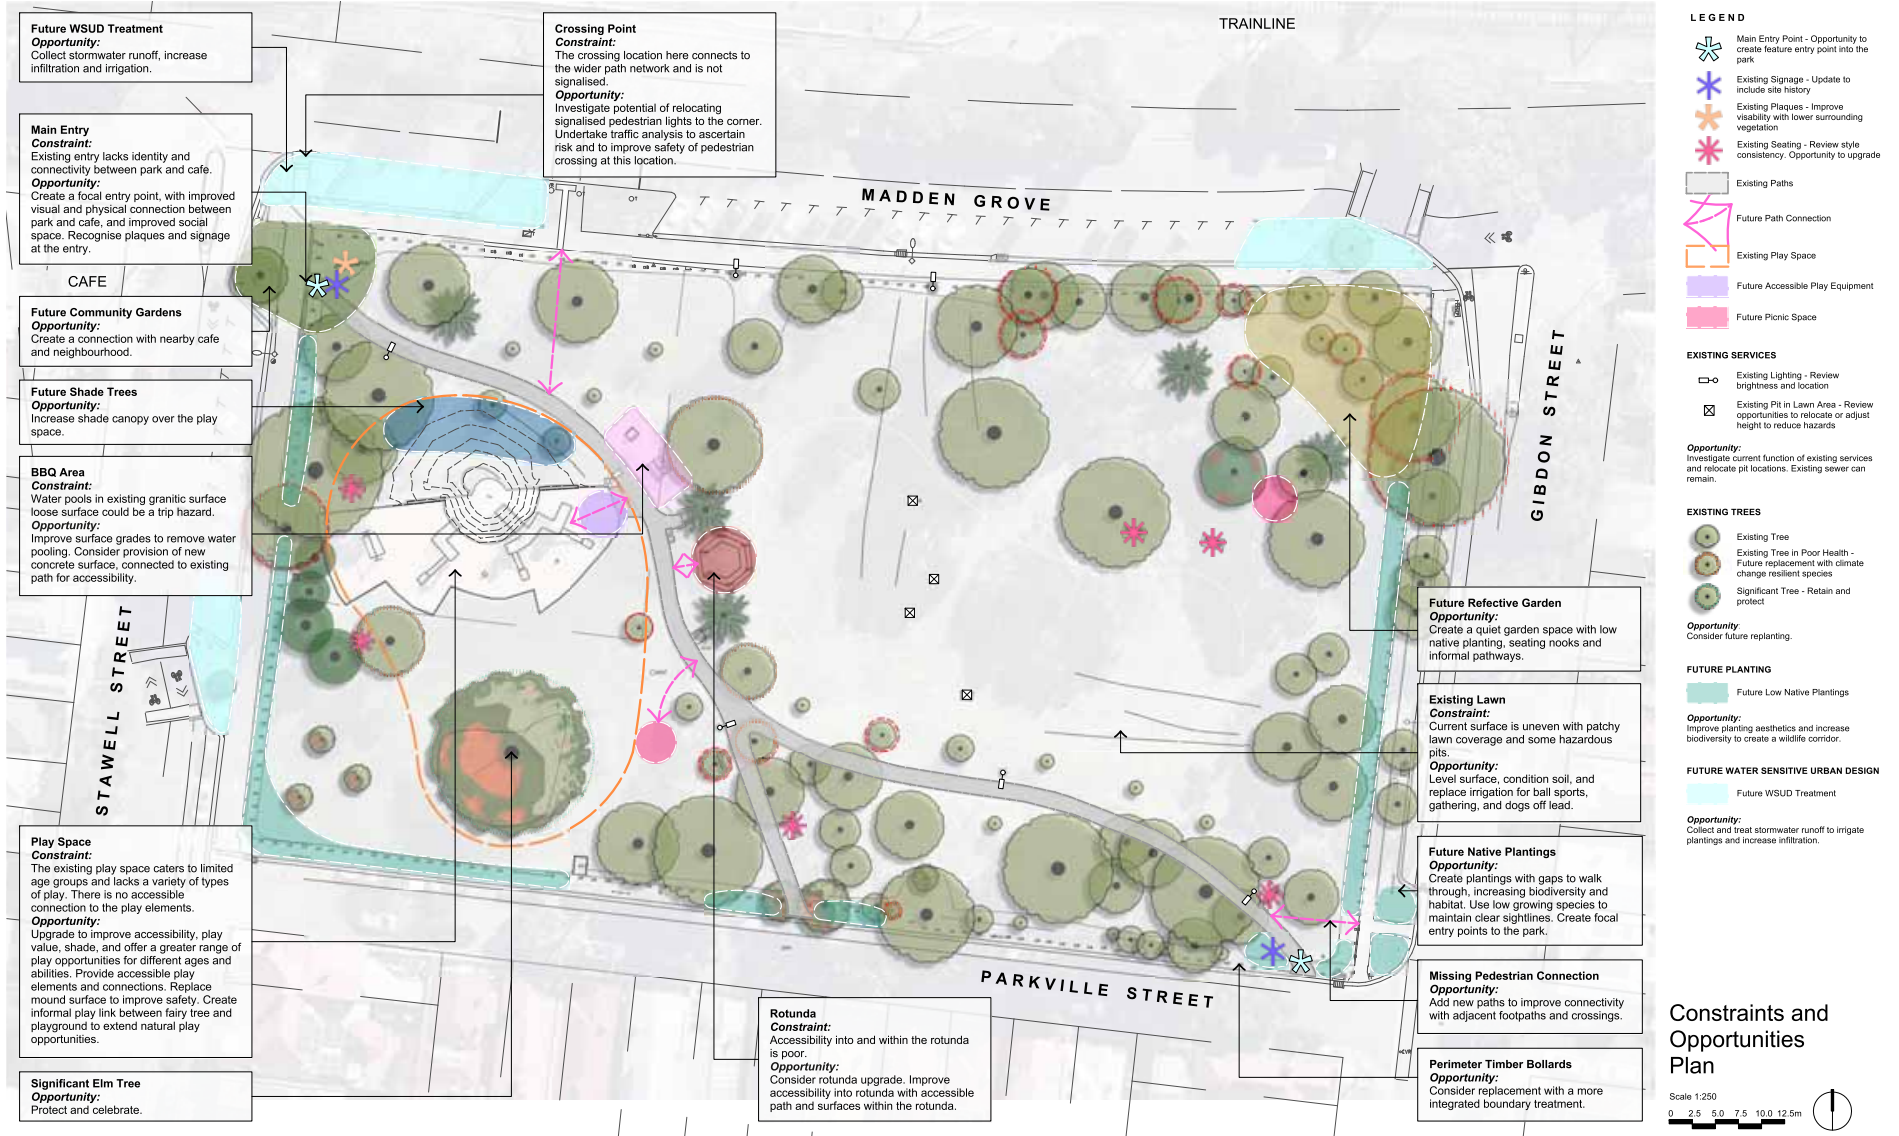 Future WSUD Treatment
Opportunity:
Collect stormwater runoff, increase
infiltration and irrigation.
Main Entry
Constraint:
Existing entry lacks identity and
connectivity between park and cafe.
Opportunity:
Create a focal entry point, with improved
visual and physical connection between
park and cafe, and improved social
space. Recognise plaques and signage
at the entry.
CAFE
Future Community Gardens
Opportunity:
Create a connection with nearby cafe
and neighbourhood.
Future Shade Trees
Opportunity:
Increase shade canopy over the play
space.
BBQ Area
Constraint:
Water pools in existing granitic surface
loose surface could be a trip hazard.
Opportunity:
Improve surface grades to remove water
pooling. Consider provision of new
concrete surface, connected to existing
path for accessibility.
STAWELL STREET
Play Space
Constraint:
The existing play space caters to limited
age groups and lacks a variety of types
of play. There is no accessible
connection to the play elements.
Opportunity:
Upgrade to improve accessibility, play
value, shade, and offer a greater range of
play opportunities for different ages and
abilities. Provide accessible play
elements and connections. Replace
mound surface to improve safety. Create
informal play link between fairy tree and
playground to extend natural play
opportunities.
Significant Elm Tree
Opportunity:
Protect and celebrate.
Crossing Point
Constraint:
The crossing location here connects to
the wider path network and is not
signalised.
Opportunity:
Investigate potential of relocating
signalised pedestrian lights to the corner.
Undertake traffic analysis to ascertain
risk and to improve safety of pedestrian
crossing at this location.
TRAINLINE
MADDEN GROVE
GIBDON STREET
PARKVILLE STREET
Rotunda
Constraint:
Accessibility into and within the rotunda
is poor.
Opportunity:
Consider rotunda upgrade. Improve
accessibility into rotunda with accessible
path and surfaces within the rotunda.
Future Refective Garden
Opportunity:
Create a quiet garden space with low
native planting, seating nooks and
informal pathways.
Existing Lawn
Constraint:
Current surface is uneven with patchy
lawn coverage and some hazardous
pits.
Opportunity:
Level surface, condition soil, and
replace irrigation for ball sports,
gathering, and dogs off lead.
Future Native Plantings
Opportunity:
Create plantings with gaps to walk
through, increasing biodiversity and
habitat. Use low growing species to
maintain clear sightlines. Create focal
entry points to the park.
Missing Pedestrian Connection
Opportunity:
Add new paths to improve connectivity
with adjacent footpaths and crossings.
Perimeter Timber Bollards
Opportunity:
Consider replacement with a more
integrated boundary treatment.
LEGEND
Main Entry Point - Opportunity to
create feature entry point into the
park
Existing Signage - Update to
include site history
Existing Plaques - Improve
visability with lower surrounding
vegetation
Existing Seating - Review style
consistency. Opportunity to upgrade
Existing Paths
Future Path Connection
Existing Play Space
Future Accessible Play Equipment
Future Picnic Space
EXISTING SERVICES
Existing Lighting - Review
brightness and location
Existing Pit in Lawn Area - Review
opportunities to relocate or adjust
height to reduce hazards
Opportunity:
Investigate current function of existing services
and relocate pit locations. Existing sewer can
remain.
EXISTING TREES
Existing Tree
Existing Tree in Poor Health -
Future replacement with climate
change resilient species
Significant Tree - Retain and
protect
Opportunity:
Consider future replanting.
FUTURE PLANTING
Future Low Native Plantings
Opportunity:
Improve planting aesthetics and increase
biodiversity to create a wildlife corridor.
FUTURE WATER SENSITIVE URBAN DESIGN
Future WSUD Treatment
Opportunity:
Collect and treat stormwater runoff to irrigate
plantings and increase infiltration.
Constraints and
Opportunities
Plan
Scale 1:250
0 2.5 5.0 7.5 10.0 12.5m